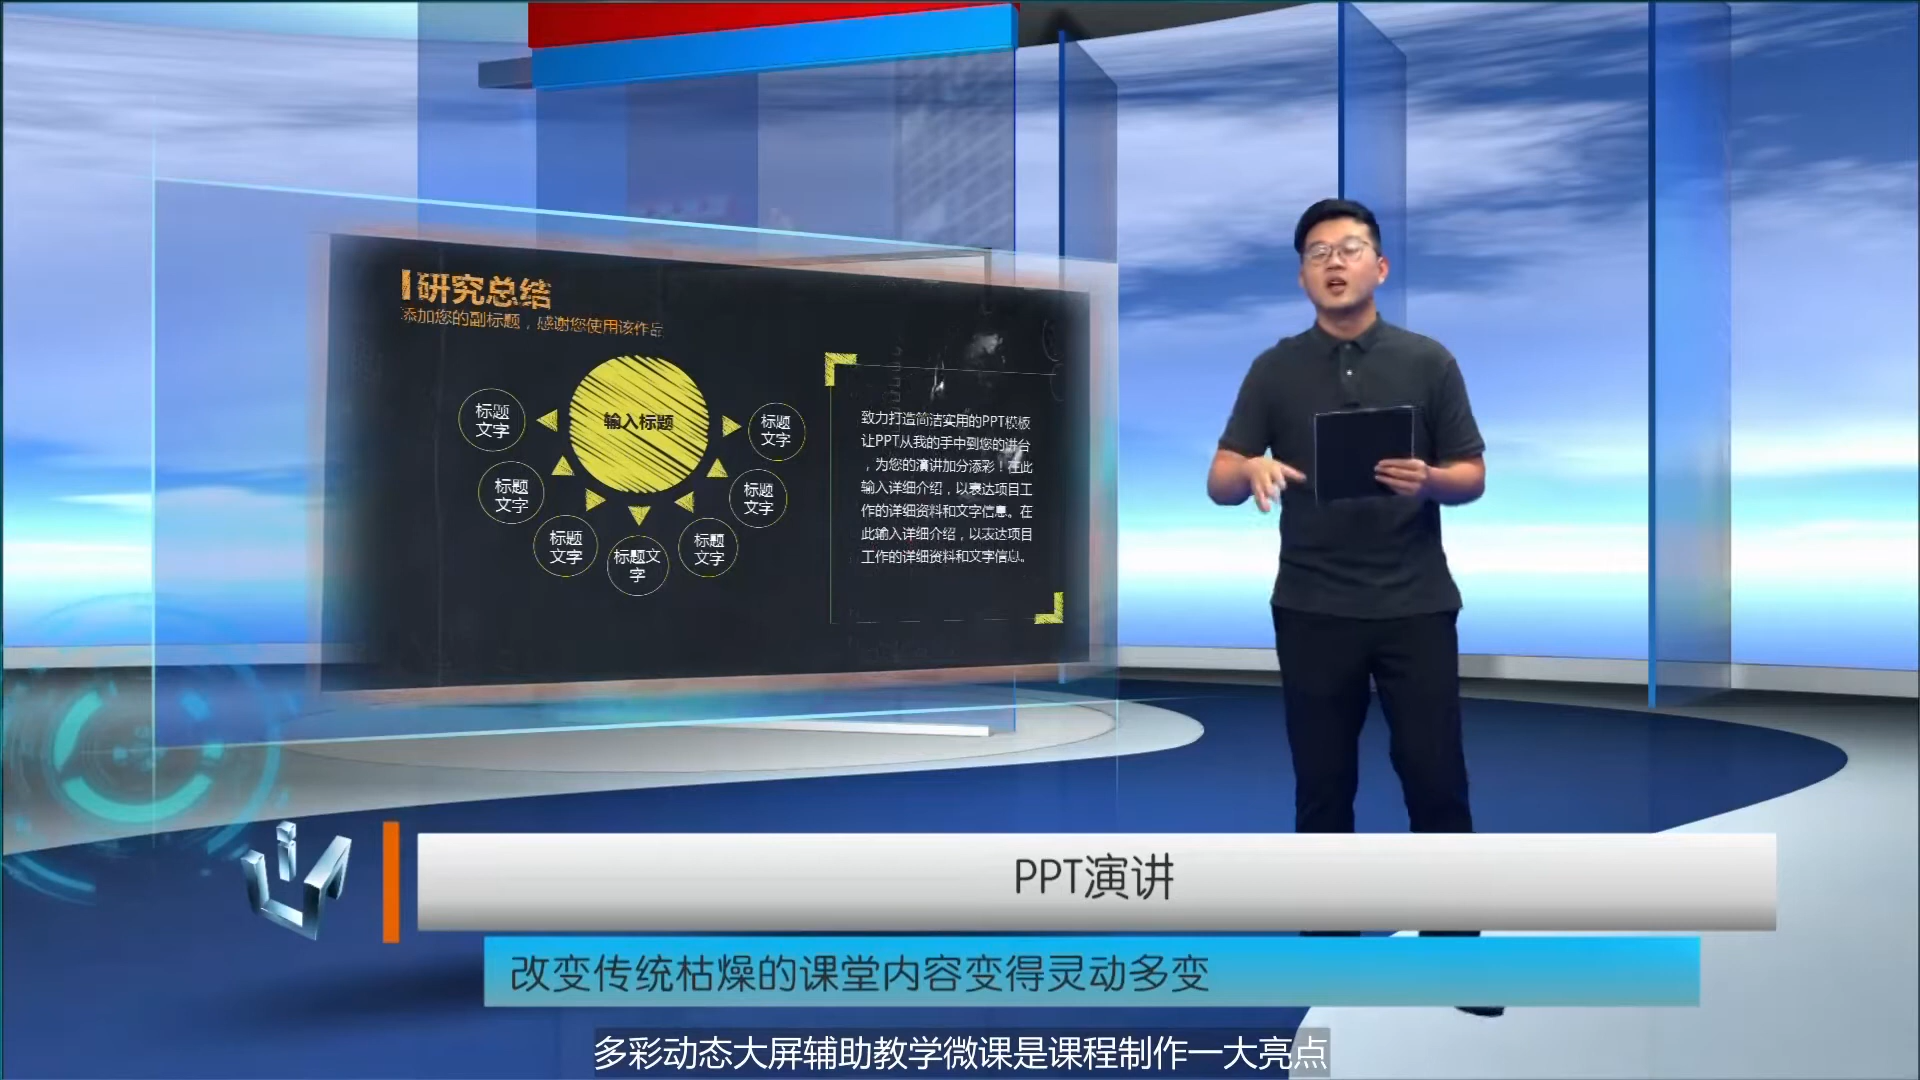 研究总结
添加您的副标题，感谢您使用该作品
输入标题
标题
文字
标题
文字
标题
文字
标题文
字
标题
文字
标题
文字
标题
文字
致力打造简洁实用的PPT模板
让PPT从我的手中到您的讲台
，为您的演讲加分添彩！在此
输入详细介绍，以表达项目工
作的详细资料和文字信息。在
此输入详细介绍，以表达项目
工作的详细资料和文字信息。
PPT演讲
改变传统枯燥的课堂内容变得灵动多变
多彩动态大屏辅助教学微课是课程制作一大亮点